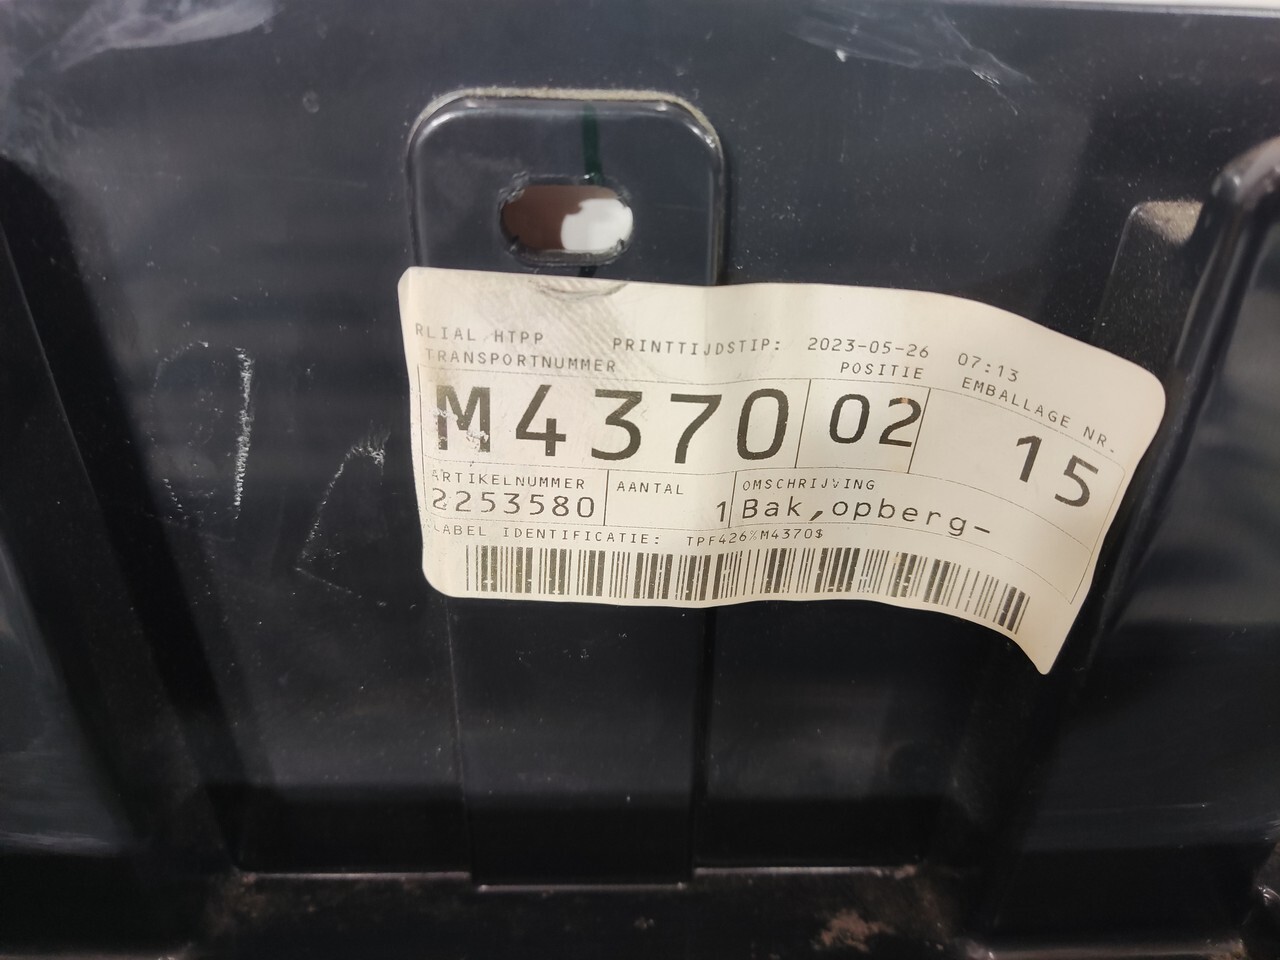 RLIAL HTPP PRINTTIJDSTIP: 2023-05-26 07:13
TRANSPORTNUMMER POSITIE EMBALLAGE NR.
M4370 02 15
ARTIKELNUMMER AANTAL OMSCHRIJVING
2253580 1 Bak,opberg-
LABEL IDENTIFICATIE: TPF426%M4370$